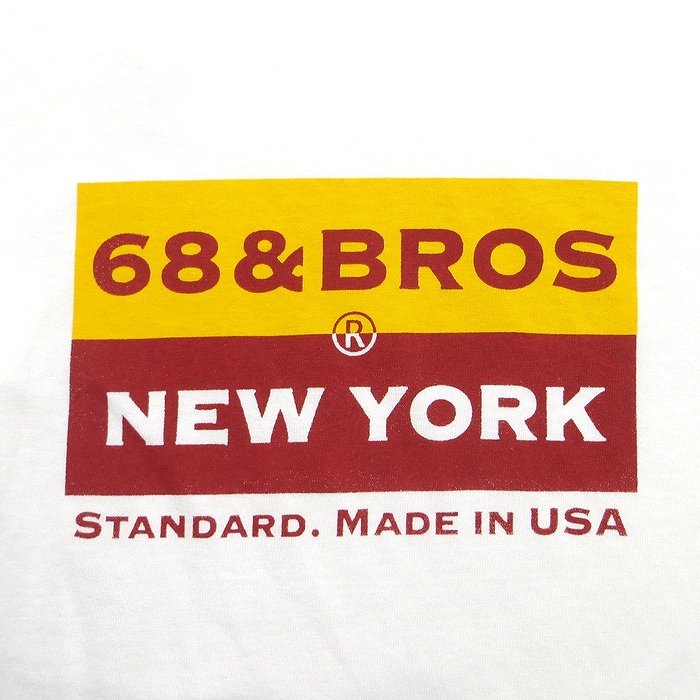 68&BROS
®
NEW YORK
STANDARD. MADE IN USA